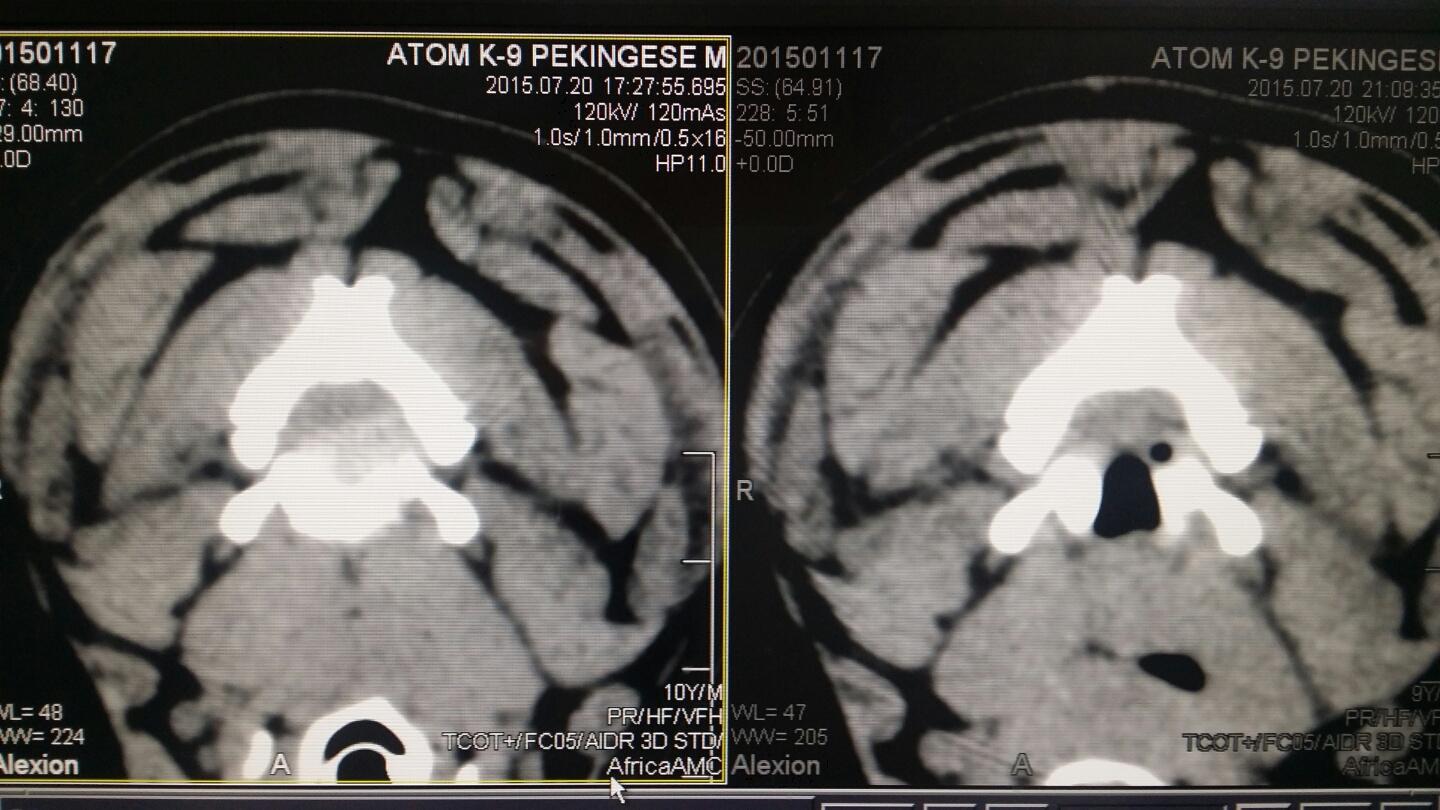 01501117
ATOM K-9 PEKINGESE M
: (68.40)
2015.07.20 17:27:55.695
7: 4: 130
120kV/ 120mAs
29.00mm
1.0s/1.0mm/0.5x16
.0D
HP11.0
R
10Y/M
WL= 48
PR/HF/VFH
WW= 224
TCOT+/FC05/AIDR 3D STD/
Alexion
A
AfricaAMC
201501117
ATOM K-9 PEKINGESE
SS: (64.91)
2015.07.20 21:09:35
228: 5:51
120kV/ 120
-50.00mm
1.0s/1.0mm/0.5
+0.0D
HP
R
9Y/
WL= 47
PR/HF/VF
WW= 205
TCOT+/FC05/AIDR 3D ST
Alexion
A
AfricaAM